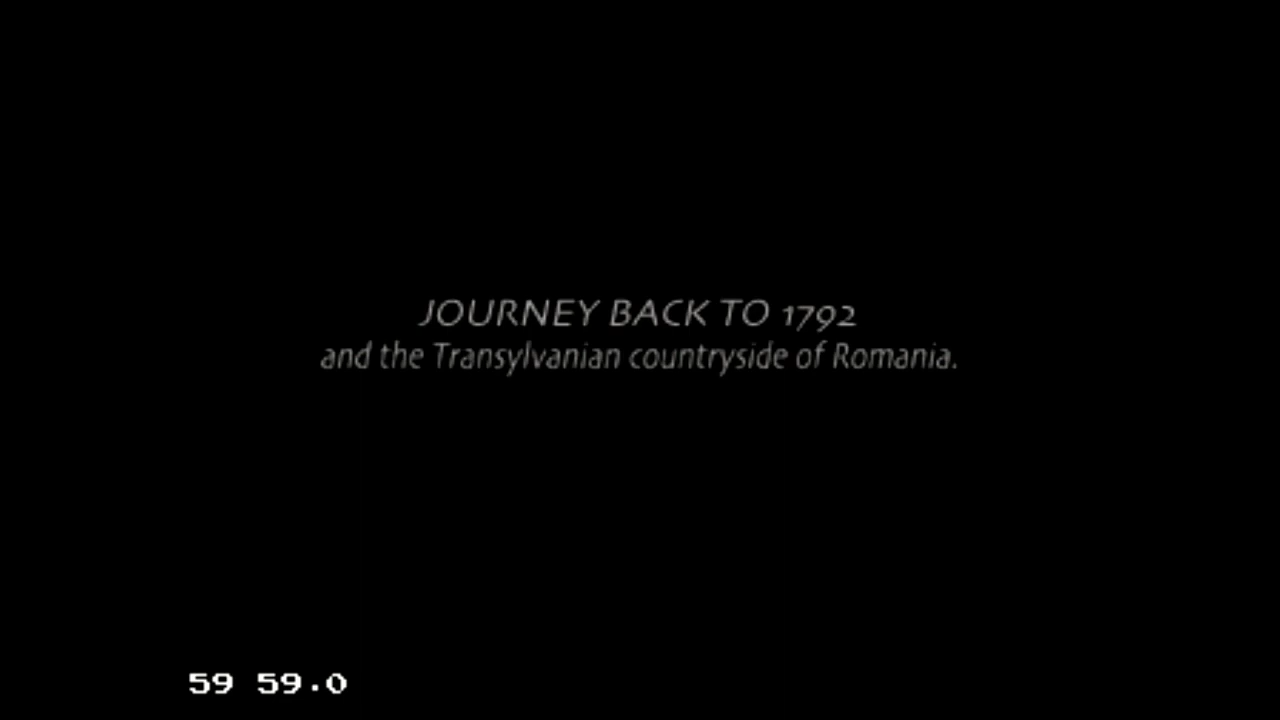 JOURNEY BACK TO 1792
and the Transylvanian countryside of Romania.
59 59.0